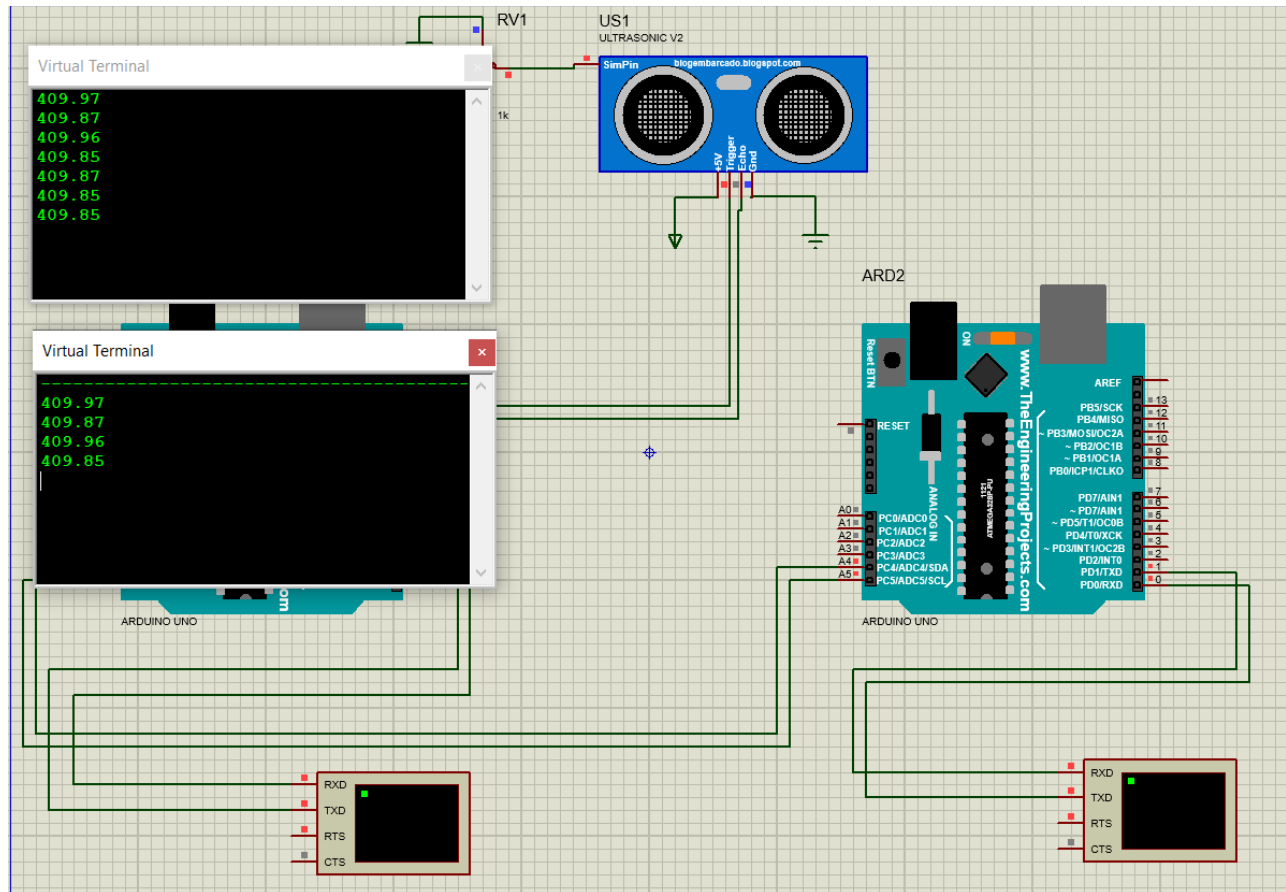 RV1
US1
ULTRASONIC V2
Virtual Terminal
409.97
409.87
409.96
409.85
409.87
409.85
409.85
1k
SimPin
blogembarcado.blogspot.com
+5V
Trigger
Echo
Gnd
Virtual Terminal
409.97
409.87
409.96
409.85
.com
ARDUINO UNO
ARD2
Reset BTN
ON
www.TheEngineeringProjects.com
RESET
ANALOG IN
A0
A1
A2
A3
A4
A5
PC0/ADC0
PC1/ADC1
PC2/ADC2
PC3/ADC3
PC4/ADC4/SDA
PC5/ADC5/SCL
1121
AREF
PB5/SCK
PB4/MISO
~ PB3/MOSI/OC2A
~ PB2/OC1B
~ PB1/OC1A
PB0/ICP1/CLKO
13
12
11
10
9
8
PD7/AIN1
~ PD7/AIN1
~ PD5/T1/OC0B
PD4/T0/XCK
~ PD3/INT1/OC2B
PD2/INT0
PD1/TXD
PD0/RXD
7
6
5
4
3
2
1
0
ARDUINO UNO
RXD
TXD
RTS
CTS
RXD
TXD
RTS
CTS